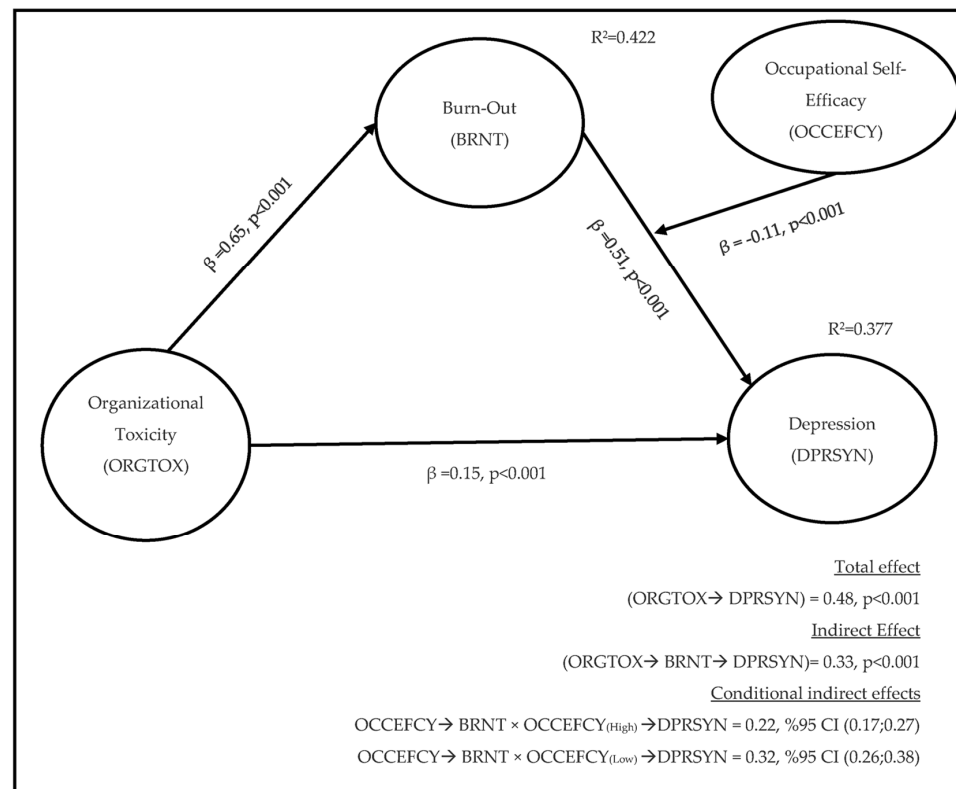 R²=0.422
Burn-Out
(BRNT)
Occupational Self-
Efficacy
(OCCEFCY)
β =0.65, p<0.001
β =0.51, p<0.001
β = -0.11, p<0.001
R²=0.377
Organizational
Toxicity
(ORGTOX)
Depression
(DPRSYN)
β =0.15, p<0.001
Total effect
(ORGTOX→ DPRSYN) = 0.48, p<0.001
Indirect Effect
(ORGTOX→ BRNT→ DPRSYN)= 0.33, p<0.001
Conditional indirect effects
OCCEFCY→ BRNT × OCCEFCY(High) →DPRSYN = 0.22, %95 CI (0.17;0.27)
OCCEFCY→ BRNT × OCCEFCY(Low) →DPRSYN = 0.32, %95 CI (0.26;0.38)